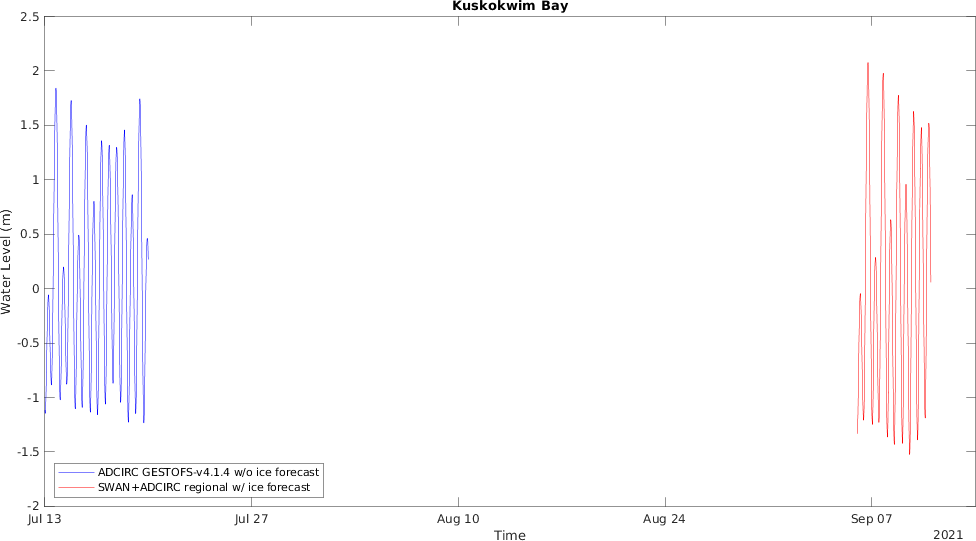 Kuskokwim Bay
2.5
2
1.5
1
0.5
0
-0.5
-1
-1.5
-2
Water Level (m)
ADCIRC GESTOFS-v4.1.4 w/o ice forecast
SWAN+ADCIRC regional w/ ice forecast
Jul 13 Jul 27 Aug 10 Aug 24 Sep 07
Time
2021